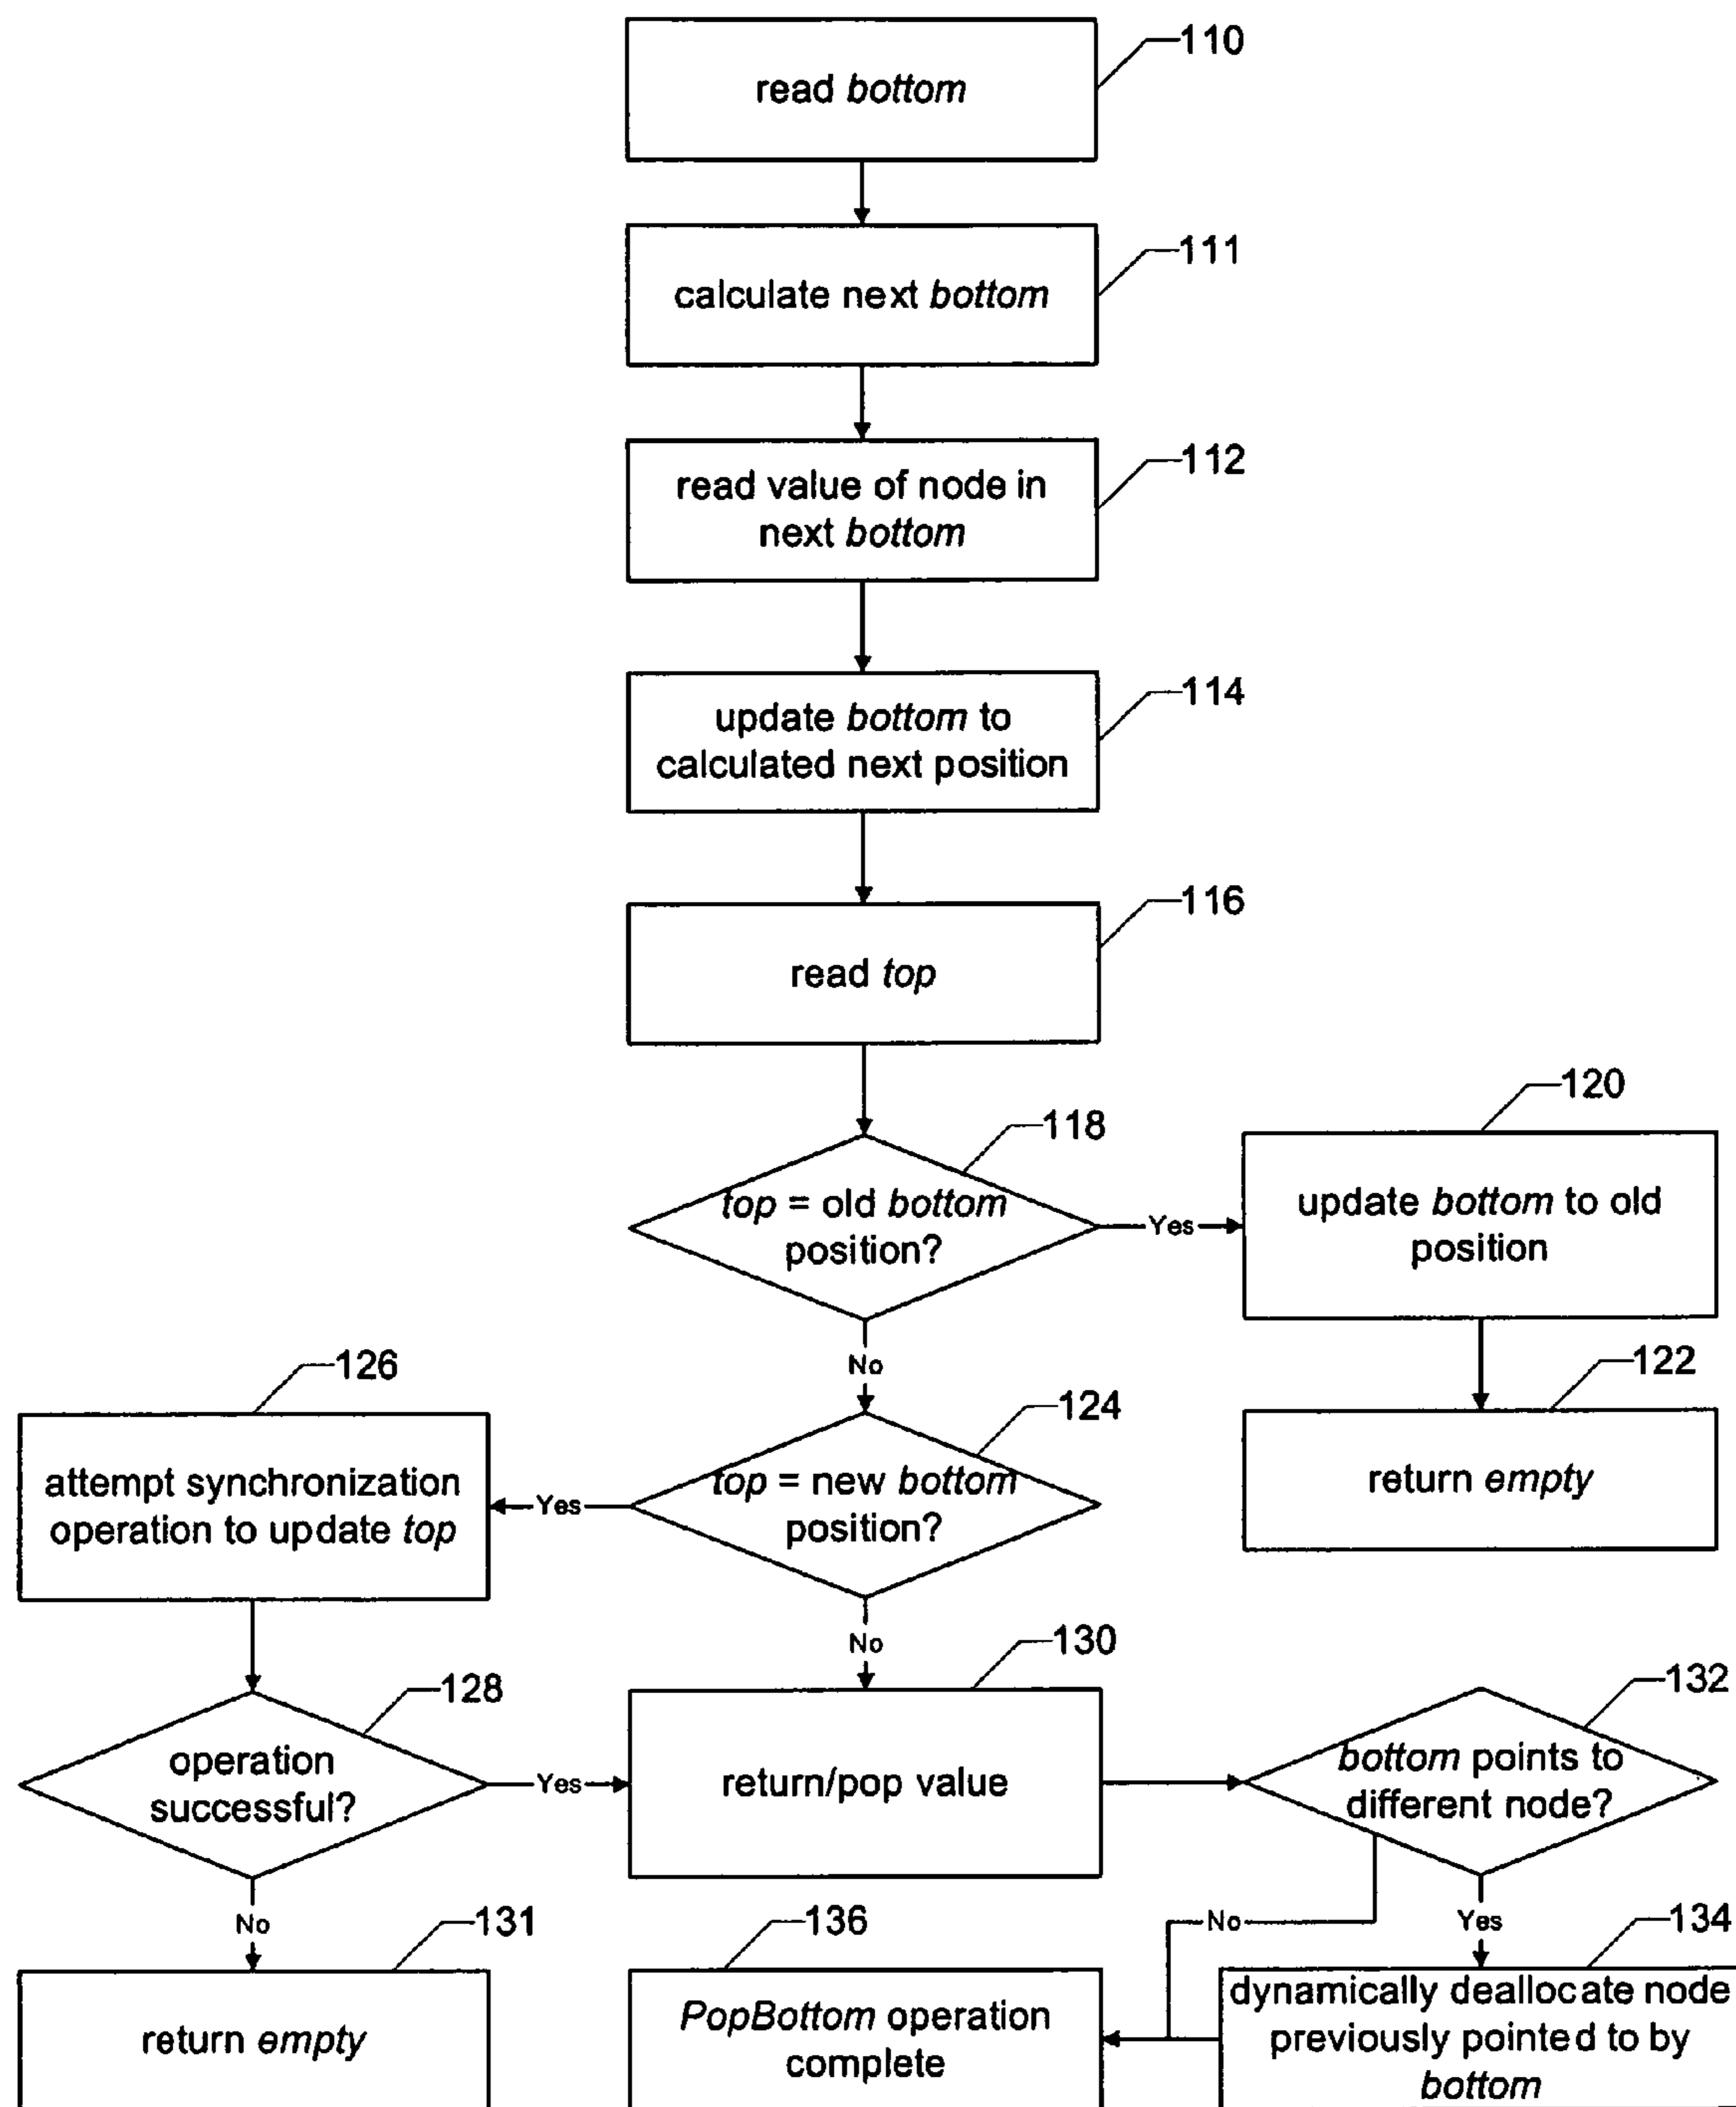 110
read bottom
111
calculate next bottom
112
read value of node in
next bottom
114
update bottom to
calculated next position
116
read top
118
top = old bottom
position?
Yes
120
update bottom to old
position
No
122
return empty
126
attempt synchronization
operation to update top
124
top = new bottom
position?
Yes
No
128
operation
successful?
Yes
130
return/pop value
132
bottom points to
different node?
No
131
return empty
No
Yes
136
PopBottom operation
complete
134
dynamically deallocate node
previously pointed to by
bottom